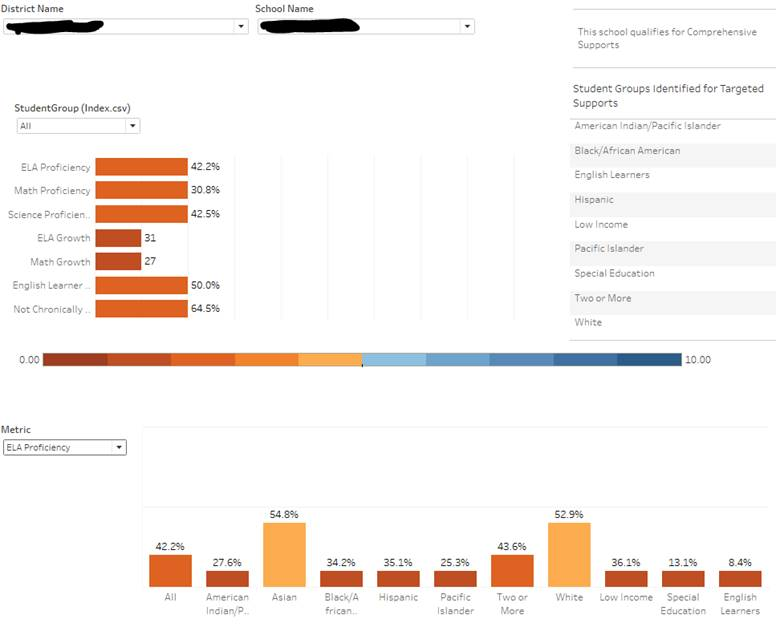 District Name
School Name
This school qualifies for Comprehensive
Supports
Student Groups Identified for Targeted
Supports
American Indian/Pacific Islander
Black/African American
English Learners
Hispanic
Low Income
Pacific Islander
Special Education
Two or More
White
StudentGroup (Index.csv)
All
ELA Proficiency 42.2%
Math Proficiency 30.8%
Science Proficien.. 42.5%
ELA Growth 31
Math Growth 27
English Learner .. 50.0%
Not Chronically .. 64.5%
0.00 10.00
Metric
ELA Proficiency
42.2% 27.6% 54.8% 34.2% 35.1% 25.3% 43.6% 52.9% 36.1% 13.1% 8.4%
All American Asian Black/A Hispanic Pacific Two or White Low Income Special English
Indian/P.. frican.. Islander More Education Learners